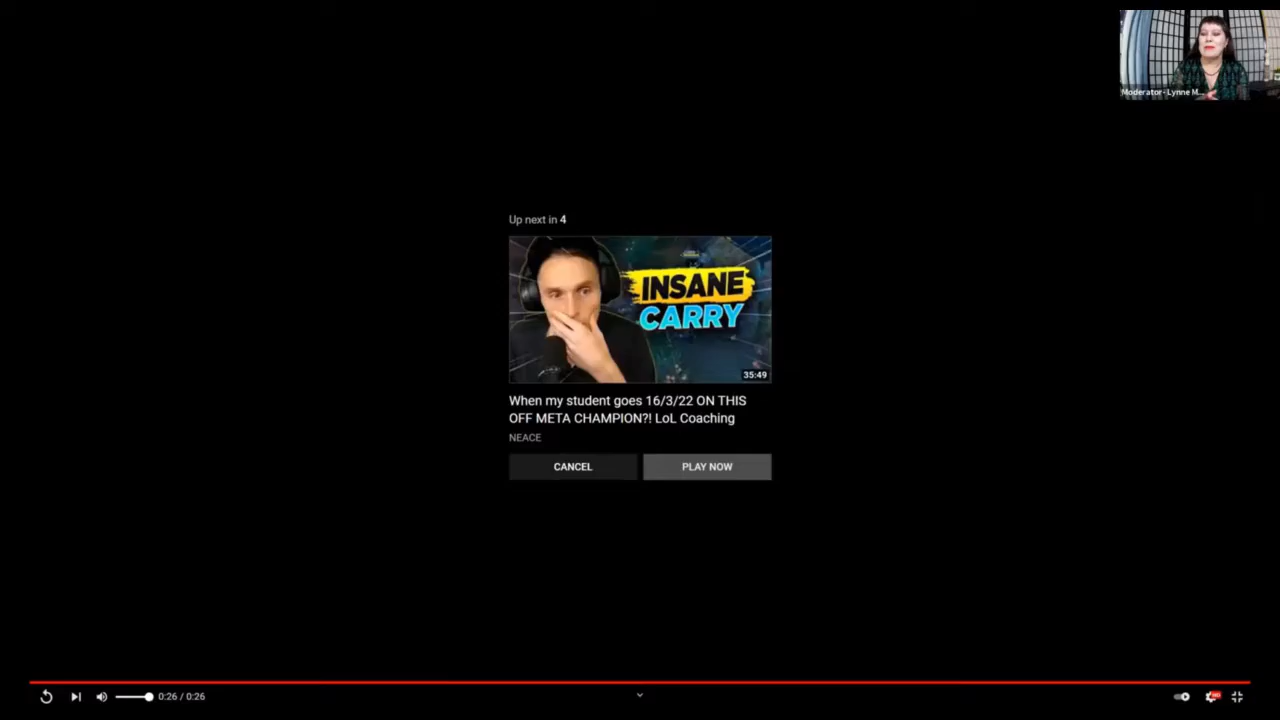 Moderator- Lynne M...
Up next in 4
INSANE
CARRY
35:49
When my student goes 16/3/22 ON THIS
OFF META CHAMPION?! LoL Coaching
NEACE
CANCEL
PLAY NOW
0:26 / 0:26
HD